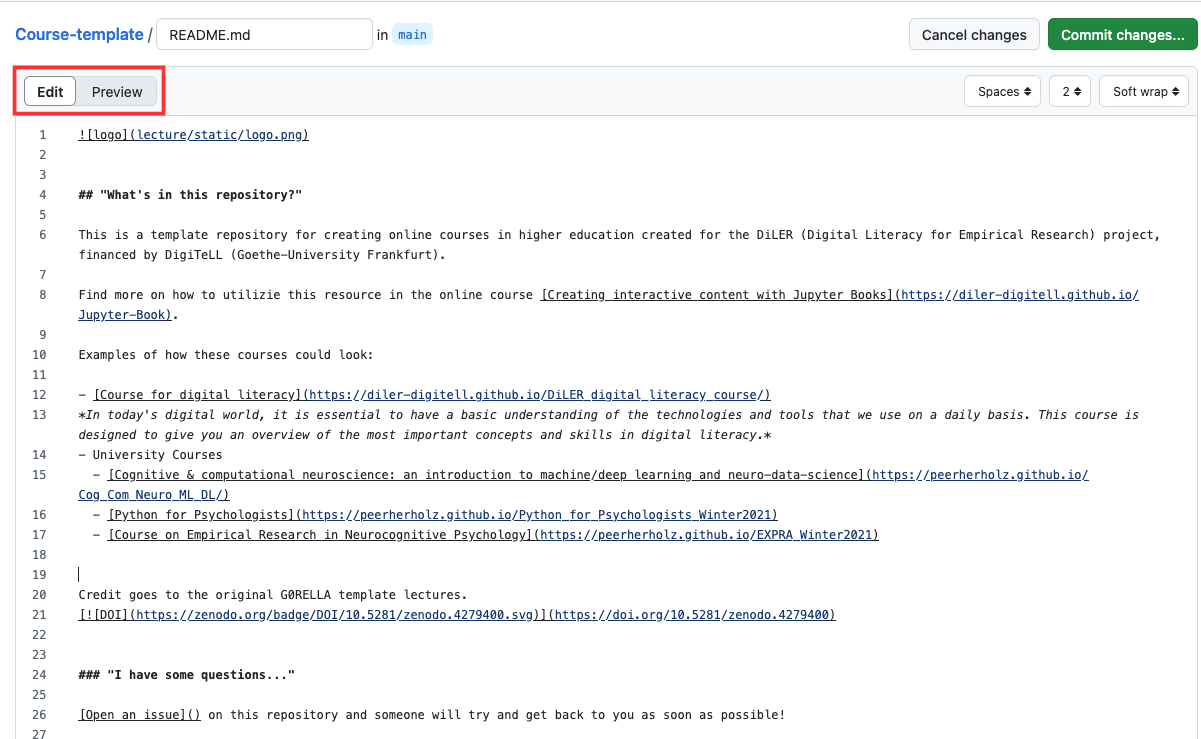 Course-template / README.md in main Cancel changes Commit changes...
Edit Preview Spaces 2 Soft wrap
1 ![logo](lecture/static/logo.png)
2
3
4 ## "What's in this repository?"
5
6 This is a template repository for creating online courses in higher education created for the DiLER (Digital Literacy for Empirical Research) project,
financed by DigiTeLL (Goethe-University Frankfurt).
7
8 Find more on how to utilizie this resource in the online course [Creating interactive content with Jupyter Books](https://diler-digitell.github.io/
Jupyter-Book).
9
10 Examples of how these courses could look:
11
12 - [Course for digital literacy](https://diler-digitell.github.io/DiLER_digital_literacy_course/)
13 *In today's digital world, it is essential to have a basic understanding of the technologies and tools that we use on a daily basis. This course is
designed to give you an overview of the most important concepts and skills in digital literacy.*
14 - University Courses
15 - [Cognitive & computational neuroscience: an introduction to machine/deep learning and neuro-data-science](https://peerherholz.github.io/
Cog_Com_Neuro_ML_DL/)
16 - [Python for Psychologists](https://peerherholz.github.io/Python_for_Psychologists_Winter2021)
17 - [Course on Empirical Research in Neurocognitive Psychology](https://peerherholz.github.io/EXPRA_Winter2021)
18
19
20 Credit goes to the original G0RELLA template lectures.
21 [![DOI](https://zenodo.org/badge/DOI/10.5281/zenodo.4279400.svg)](https://doi.org/10.5281/zenodo.4279400)
22
23
24 ### "I have some questions..."
25
26 [Open an issue]() on this repository and someone will try and get back to you as soon as possible!
27